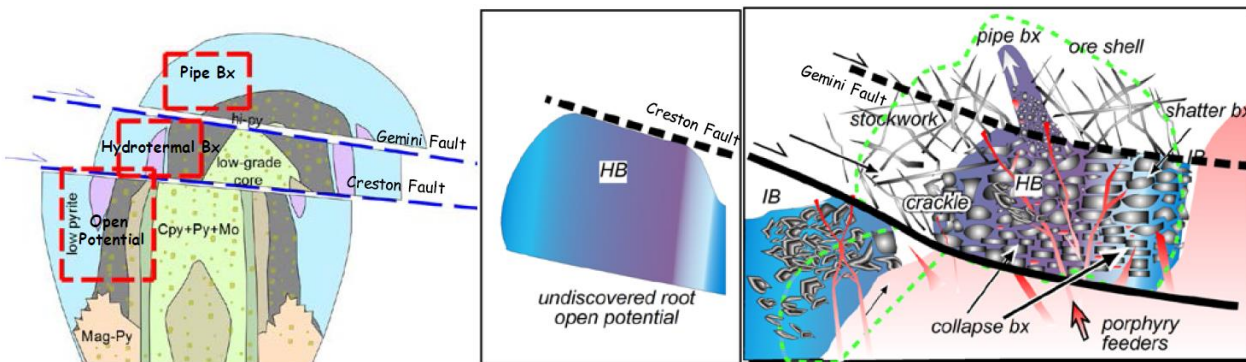 Pipe Bx
hi-py
Gemini Fault
Hydrotermal Bx
low-grade
core
Creston Fault
low pyrite
Open
Potential
Cpy+Py+Mo
Mag-Py
Creston Fault
HB
undiscovered root
open potential
pipe bx
ore shell
Gemini Fault
stockwork
shatter bx
IB
HB
IB
crackle
collapse bx
porphyry
feeders